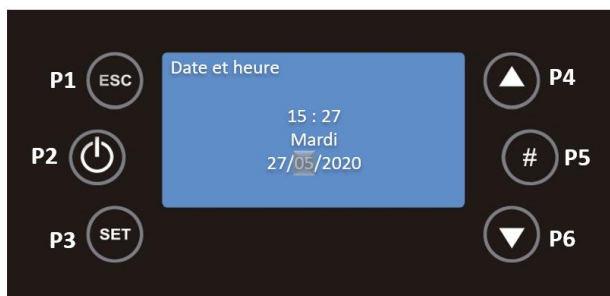 P1 ESC
P2
P3 SET
Date et heure
15 : 27
Mardi
27/05/2020
P4
# P5
P6